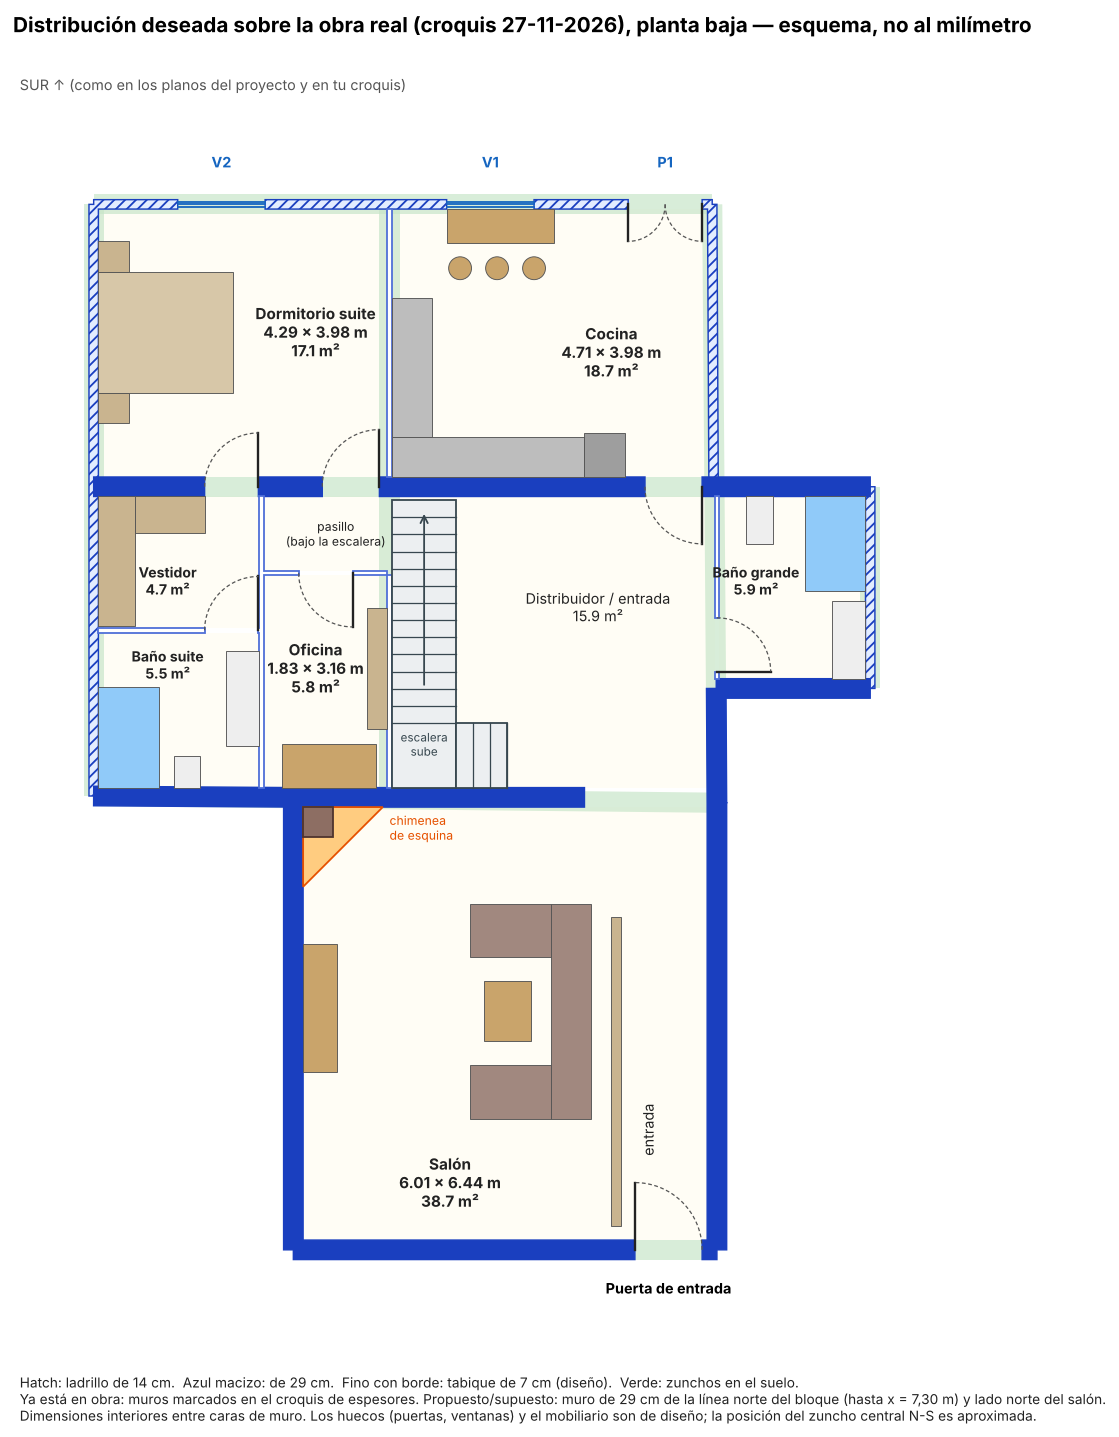 Distribución deseada sobre la obra real (croquis 27-11-2026), planta baja — esquema, no al milímetro
SUR ↑ (como en los planos del proyecto y en tu croquis)
V2
V1
P1
Dormitorio suite
4.29 × 3.98 m
17.1 m²
Cocina
4.71 × 3.98 m
18.7 m²
pasillo
(bajo la escalera)
Vestidor
4.7 m²
Baño grande
5.9 m²
Distribuidor / entrada
15.9 m²
Baño suite
5.5 m²
Oficina
1.83 × 3.16 m
5.8 m²
escalera
sube
chimenea
de esquina
entrada
Salón
6.01 × 6.44 m
38.7 m²
Puerta de entrada
Hatch: ladrillo de 14 cm. Azul macizo: de 29 cm. Fino con borde: tabique de 7 cm (diseño). Verde: zunchos en el suelo.
Ya está en obra: muros marcados en el croquis de espesores. Propuesto/supuesto: muro de 29 cm de la línea norte del bloque (hasta x = 7,30 m) y lado norte del salón.
Dimensiones interiores entre caras de muro. Los huecos (puertas, ventanas) y el mobiliario son de diseño; la posición del zuncho central N-S es aproximada.